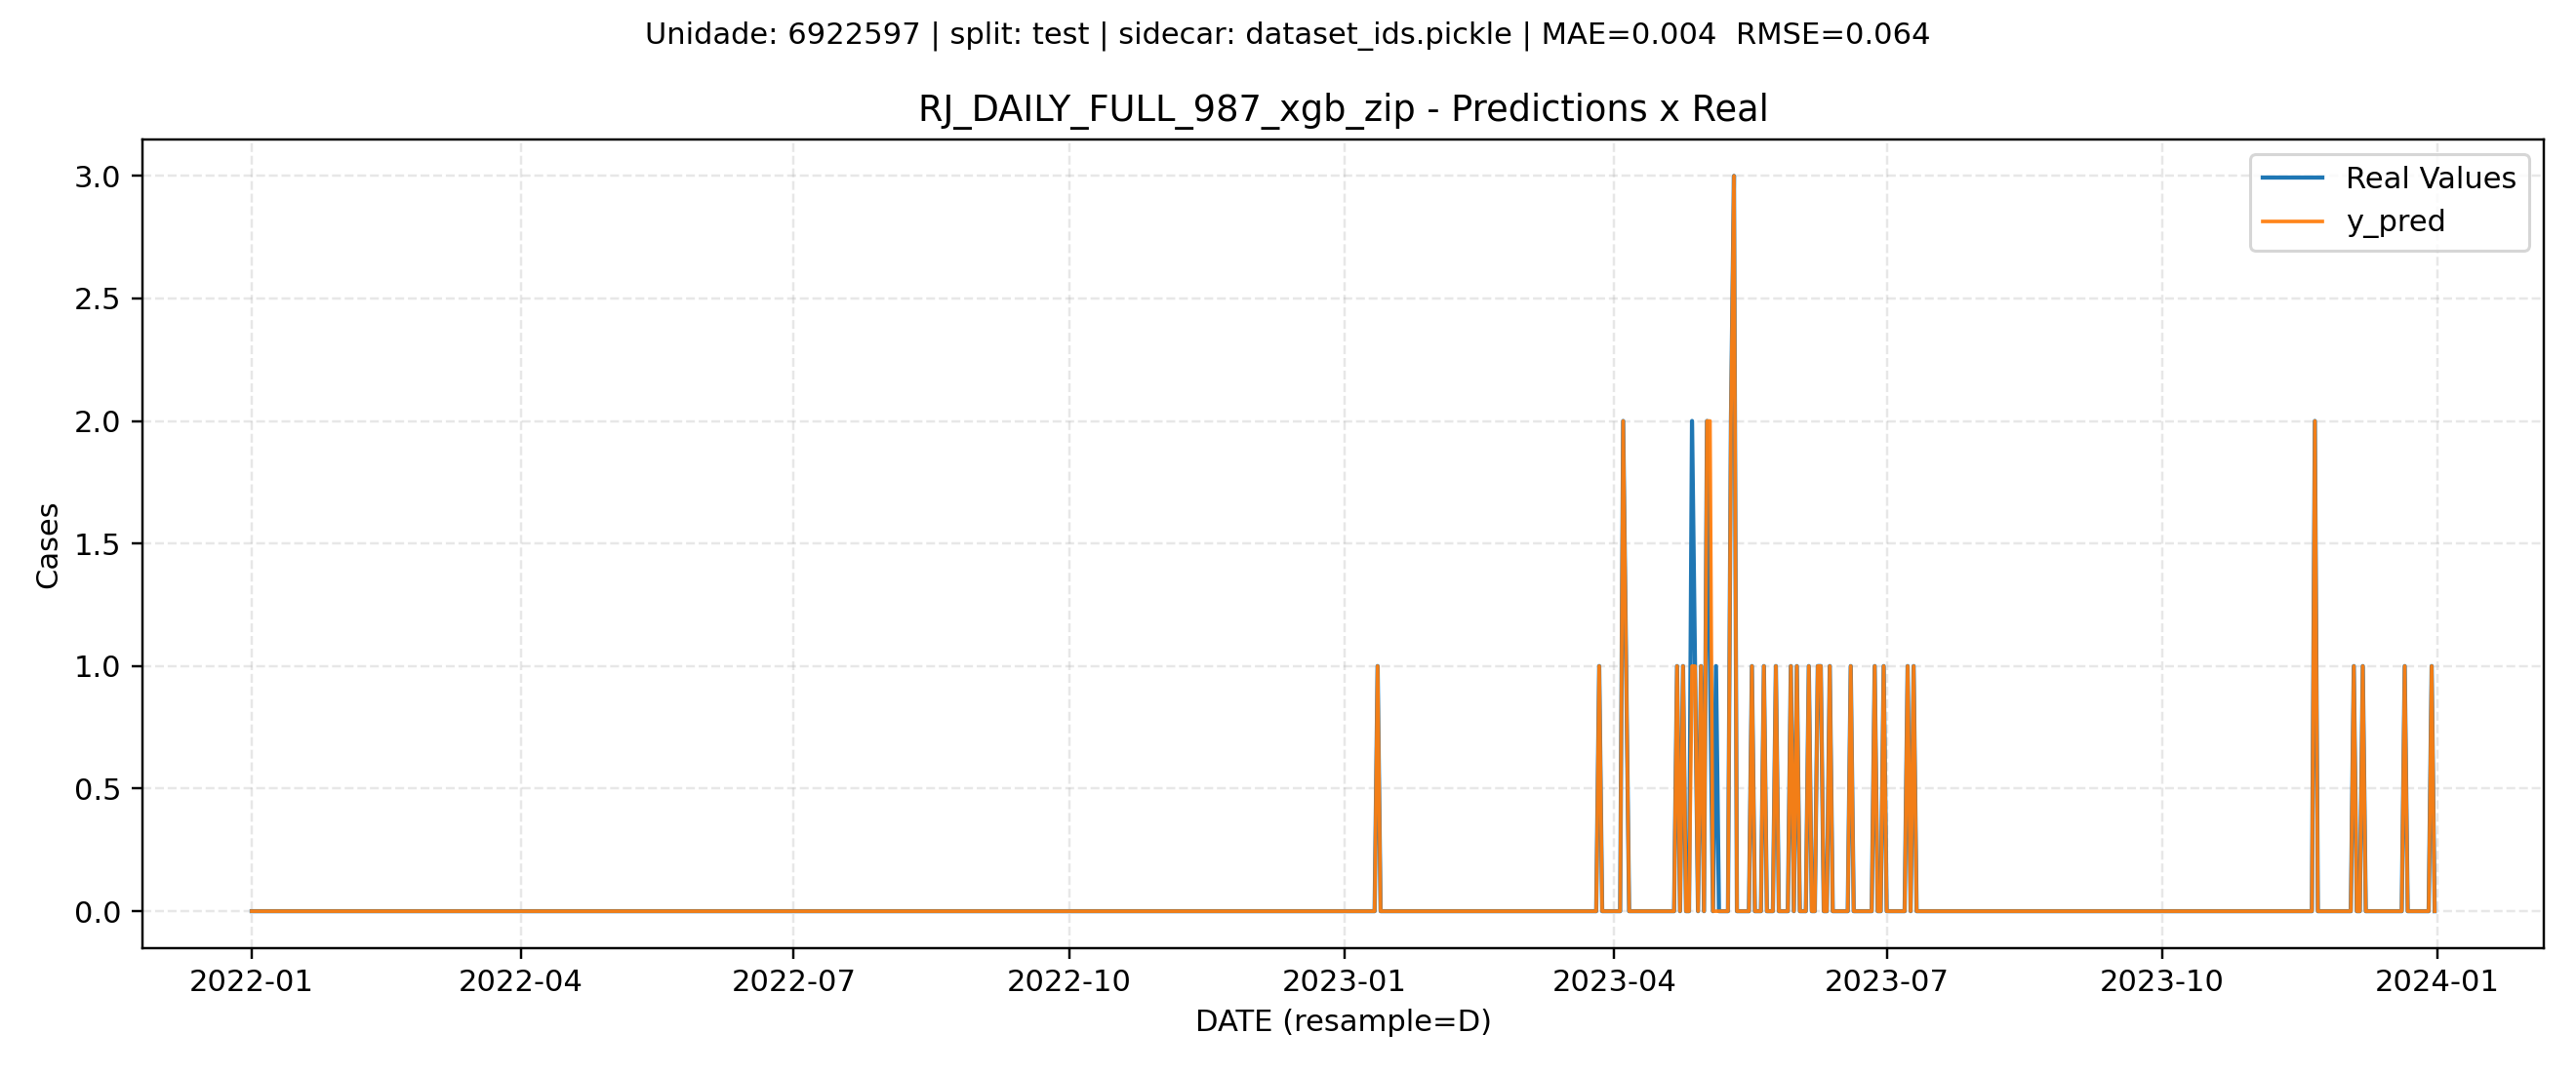 Unidade: 6922597 | split: test | sidecar: dataset_ids.pickle | MAE=0.004  RMSE=0.064
RJ_DAILY_FULL_987_xgb_zip - Predictions x Real
Real Values
y_pred
3.0
2.5
2.0
1.5
1.0
0.5
0.0
Cases
2022-01
2022-04
2022-07
2022-10
2023-01
2023-04
2023-07
2023-10
2024-01
DATE (resample=D)